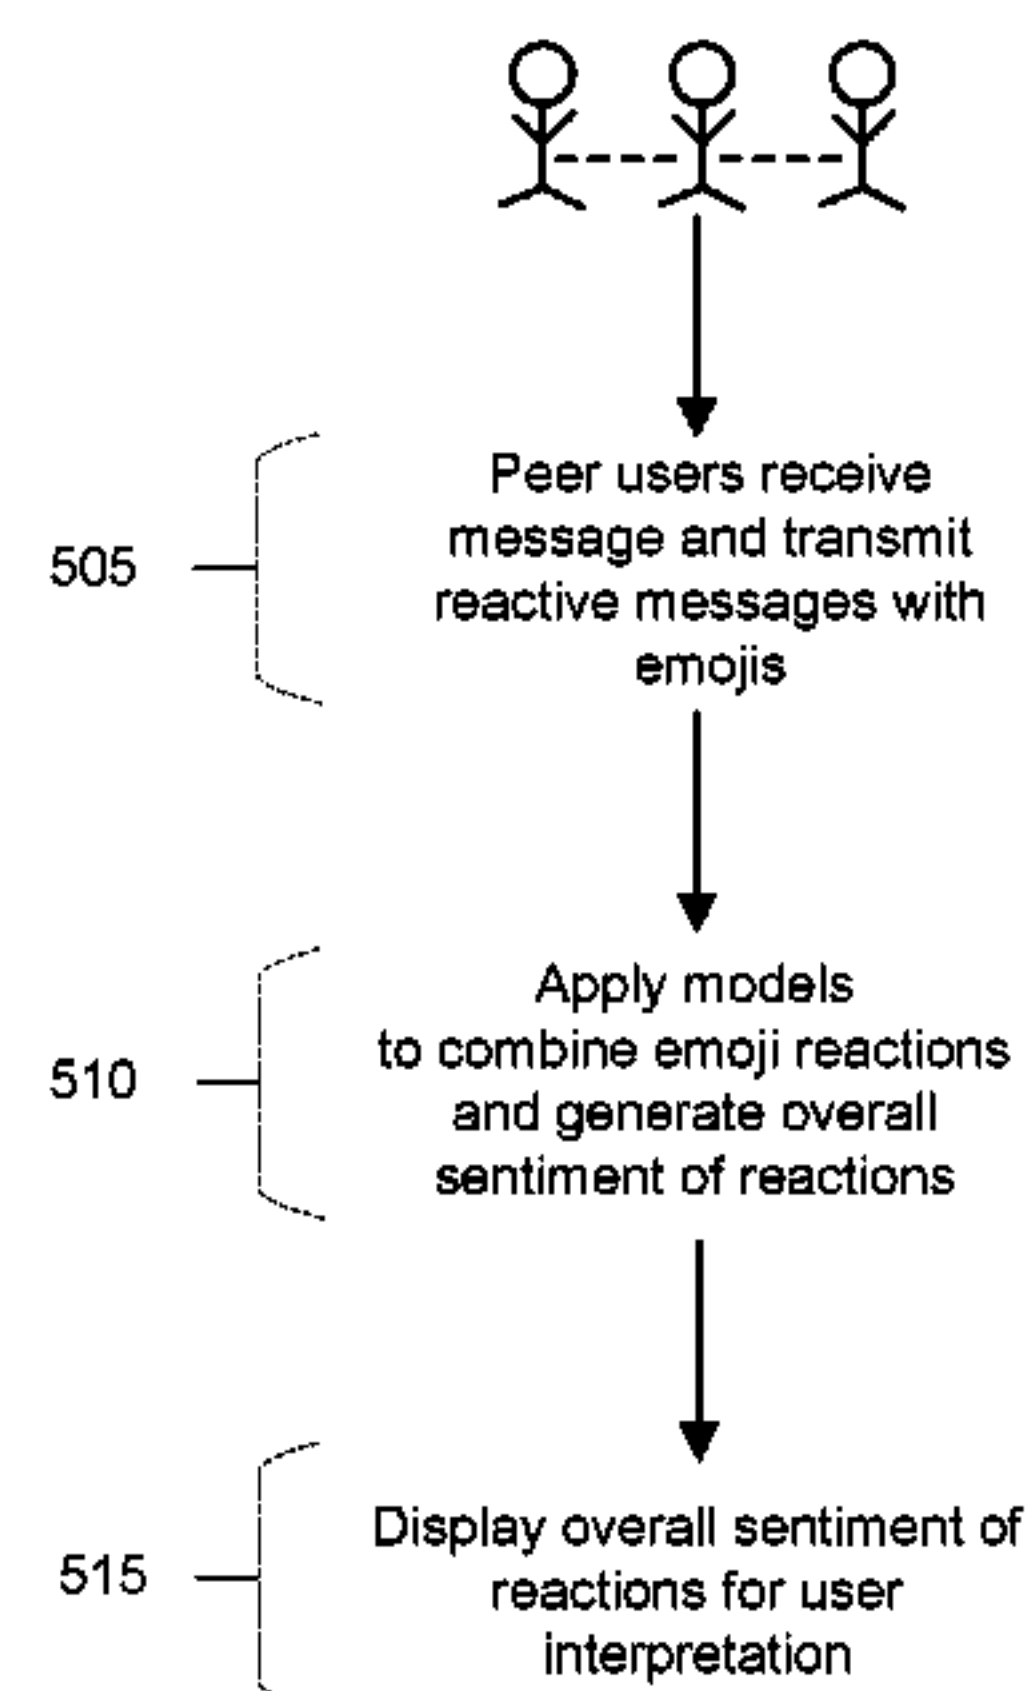 505
Peer users receive
message and transmit
reactive messages with
emojis
510
Apply models
to combine emoji reactions
and generate overall
sentiment of reactions
515
Display overall sentiment of
reactions for user
interpretation